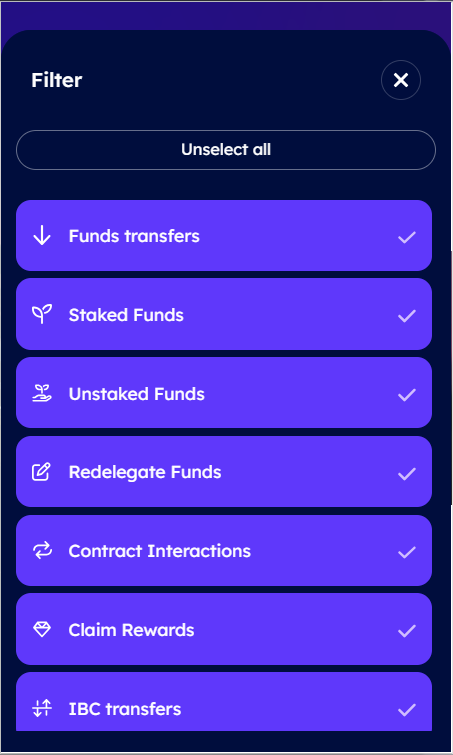 Filter
Unselect all
Funds transfers
Staked Funds
Unstaked Funds
Redelegate Funds
Contract Interactions
Claim Rewards
IBC transfers